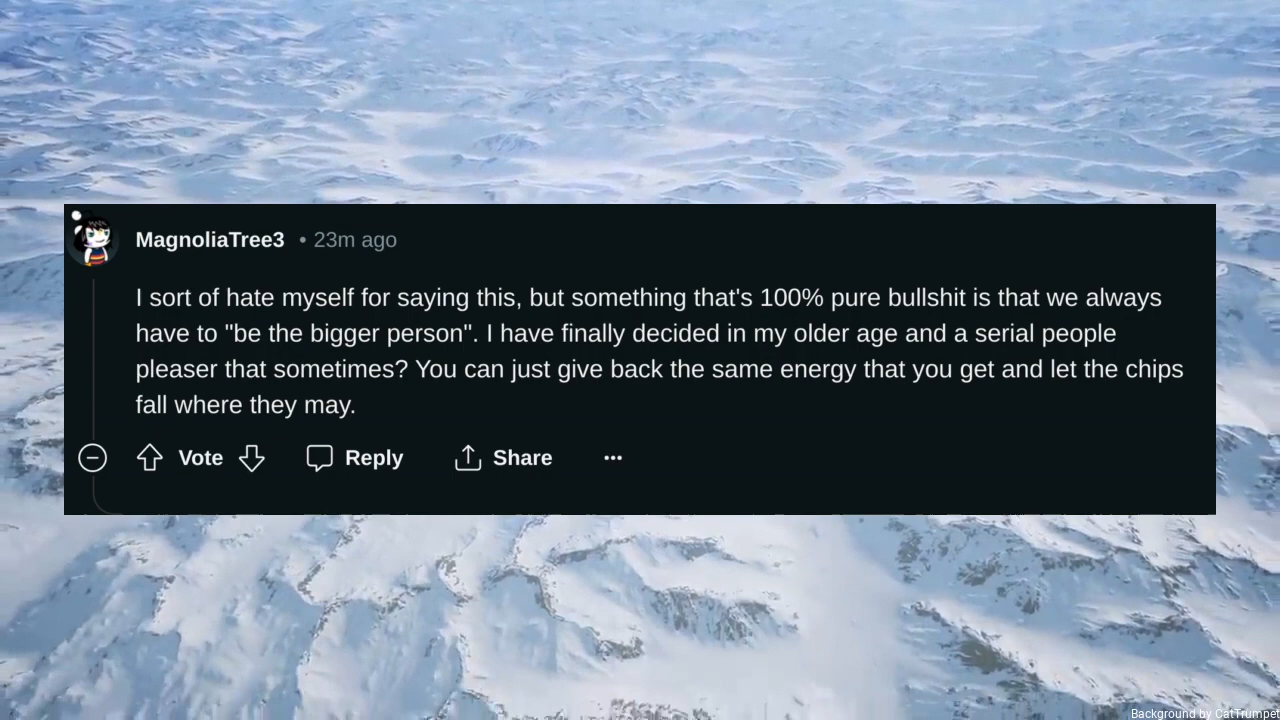 MagnoliaTree3 • 23m ago
I sort of hate myself for saying this, but something that's 100% pure bullshit is that we always
have to "be the bigger person". I have finally decided in my older age and a serial people
pleaser that sometimes? You can just give back the same energy that you get and let the chips
fall where they may.
Vote Reply Share
Background by CatTrumpet